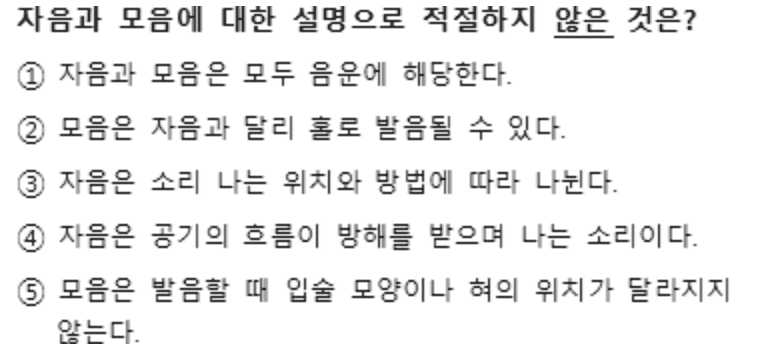 자음과 모음에 대한 설명으로 적절하지 않은 것은?
① 자음과 모음은 모두 음운에 해당한다.
② 모음은 자음과 달리 홀로 발음될 수 있다.
③ 자음은 소리 나는 위치와 방법에 따라 나뉜다.
④ 자음은 공기의 흐름이 방해를 받으며 나는 소리이다.
⑤ 모음은 발음할 때 입술 모양이나 혀의 위치가 달라지지
않는다.